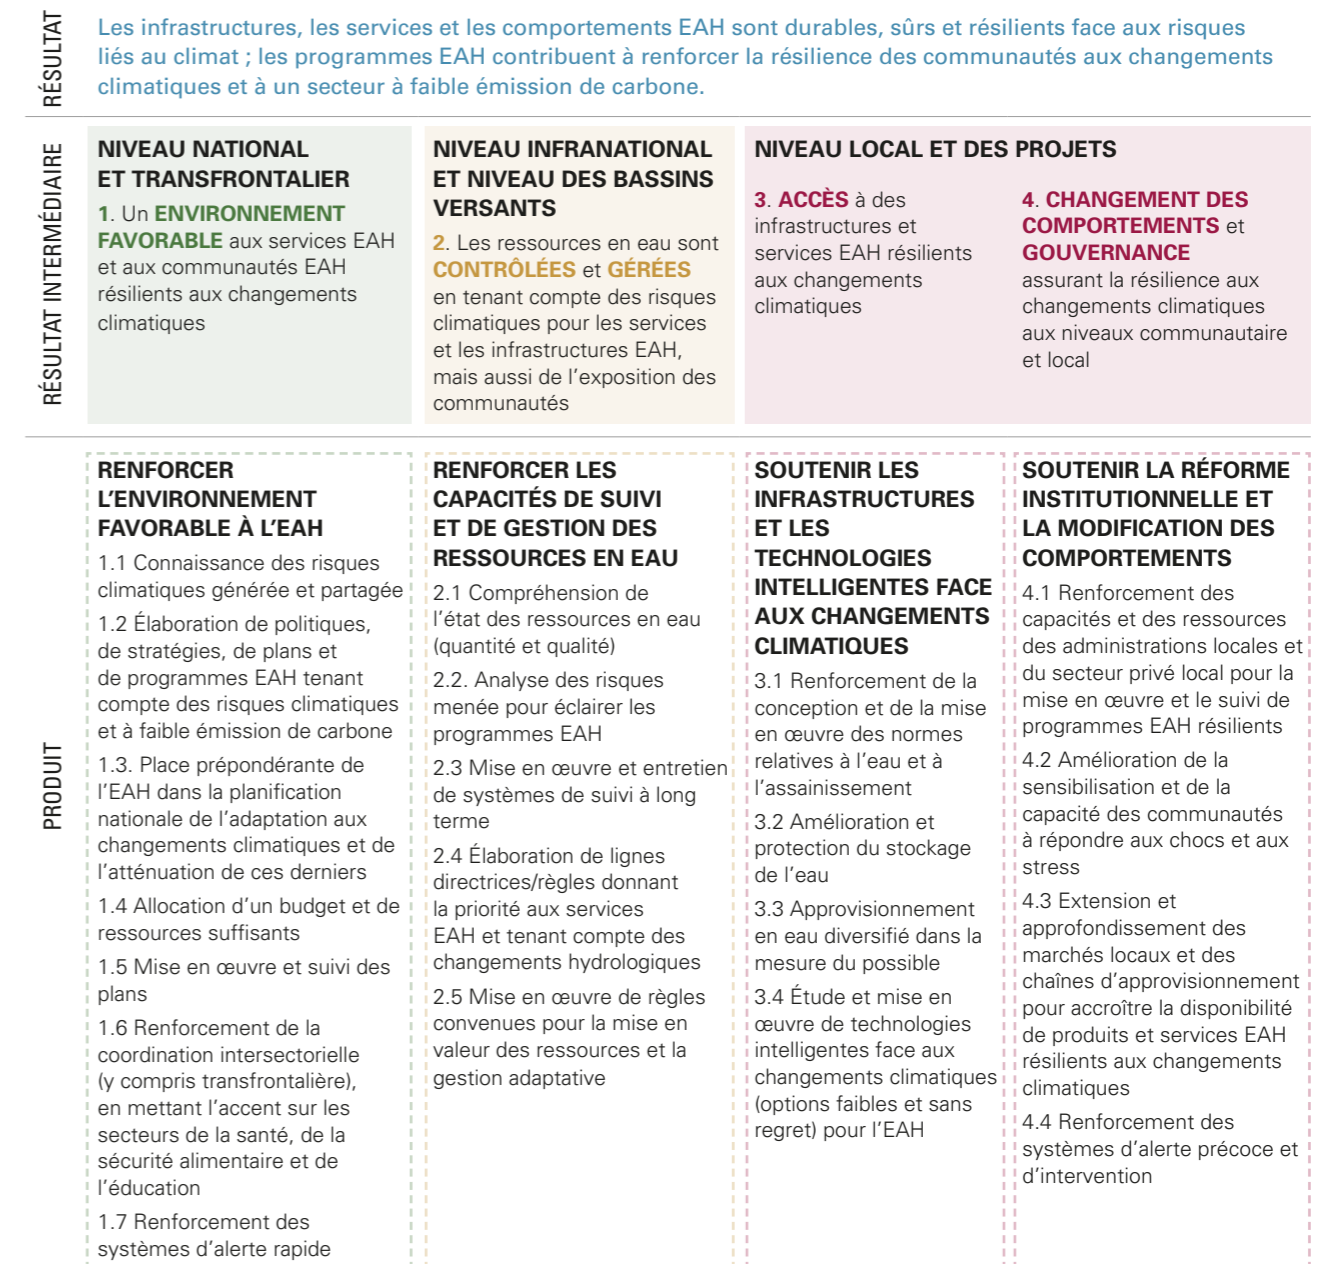 RÉSULTAT
Les infrastructures, les services et les comportements EAH sont durables, sûrs et résilients face aux risques
liés au climat ; les programmes EAH contribuent à renforcer la résilience des communautés aux changements
climatiques et à un secteur à faible émission de carbone.
RÉSULTAT INTERMÉDIAIRE
NIVEAU NATIONAL
ET TRANSFRONTALIER
1. Un ENVIRONNEMENT
FAVORABLE aux services EAH
et aux communautés EAH
résilients aux changements
climatiques
NIVEAU INFRANATIONAL
ET NIVEAU DES BASSINS
VERSANTS
2. Les ressources en eau sont
CONTRÔLÉES et GÉRÉES
en tenant compte des risques
climatiques pour les services
et les infrastructures EAH,
mais aussi de l’exposition des
communautés
NIVEAU LOCAL ET DES PROJETS
3. ACCÈS à des
infrastructures et
services EAH résilients
aux changements
climatiques
4. CHANGEMENT DES
COMPORTEMENTS et
GOUVERNANCE
assurant la résilience aux
changements climatiques
aux niveaux communautaire
et local
PRODUIT
RENFORCER
L’ENVIRONNEMENT
FAVORABLE À L’EAH
1.1 Connaissance des risques
climatiques générée et partagée
1.2 Élaboration de politiques,
de stratégies, de plans et
de programmes EAH tenant
compte des risques climatiques
et à faible émission de carbone
1.3. Place prépondérante de
l’EAH dans la planification
nationale de l’adaptation aux
changements climatiques et de
l’atténuation de ces derniers
1.4 Allocation d’un budget et de
ressources suffisants
1.5 Mise en œuvre et suivi des
plans
1.6 Renforcement de la
coordination intersectorielle
(y compris transfrontalière),
en mettant l’accent sur les
secteurs de la santé, de la
sécurité alimentaire et de
l’éducation
1.7 Renforcement des
systèmes d’alerte rapide
RENFORCER LES
CAPACITÉS DE SUIVI
ET DE GESTION DES
RESSOURCES EN EAU
2.1 Compréhension de
l’état des ressources en eau
(quantité et qualité)
2.2. Analyse des risques
menée pour éclairer les
programmes EAH
2.3 Mise en œuvre et entretien
de systèmes de suivi à long
terme
2.4 Élaboration de lignes
directrices/règles donnant
la priorité aux services
EAH et tenant compte des
changements hydrologiques
2.5 Mise en œuvre de règles
convenues pour la mise en
valeur des ressources et la
gestion adaptative
SOUTENIR LES
INFRASTRUCTURES
ET LES
TECHNOLOGIES
INTELLIGENTES FACE
AUX CHANGEMENTS
CLIMATIQUES
3.1 Renforcement de la
conception et de la mise
en œuvre des normes
relatives à l’eau et à
l’assainissement
3.2 Amélioration et
protection du stockage
de l’eau
3.3 Approvisionnement
en eau diversifié dans la
mesure du possible
3.4 Étude et mise en
œuvre de technologies
intelligentes face aux
changements climatiques
(options faibles et sans
regret) pour l’EAH
SOUTENIR LA RÉFORME
INSTITUTIONNELLE ET
LA MODIFICATION DES
COMPORTEMENTS
4.1 Renforcement des
capacités et des ressources
des administrations locales et
du secteur privé local pour la
mise en œuvre et le suivi de
programmes EAH résilients
4.2 Amélioration de la
sensibilisation et de la
capacité des communautés
à répondre aux chocs et aux
stress
4.3 Extension et
approfondissement des
marchés locaux et des
chaînes d’approvisionnement
pour accroître la disponibilité
de produits et services EAH
résilients aux changements
climatiques
4.4 Renforcement des
systèmes d’alerte précoce et
d’intervention